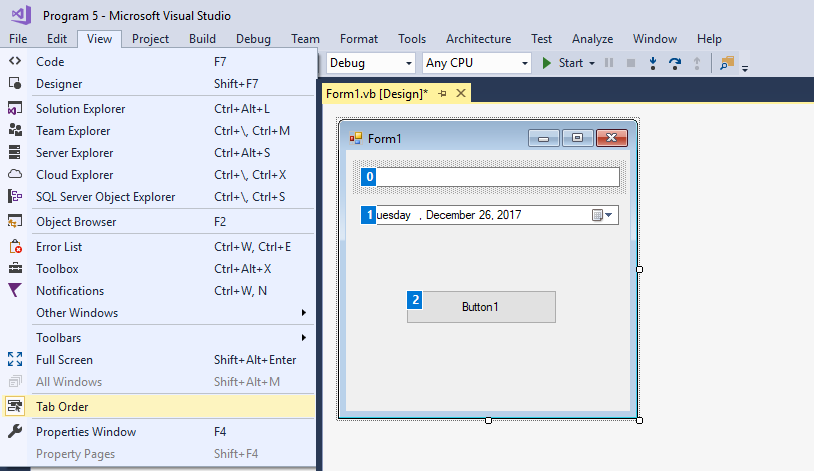 Program 5 - Microsoft Visual Studio
File Edit View Project Build Debug Team Format Tools Architecture Test Analyze Window Help
Debug Any CPU Start
Code F7
Designer Shift+F7
Solution Explorer Ctrl+Alt+L
Team Explorer Ctrl+\, Ctrl+M
Server Explorer Ctrl+Alt+S
Cloud Explorer Ctrl+\, Ctrl+X
SQL Server Object Explorer Ctrl+\, Ctrl+S
Object Browser F2
Error List Ctrl+W, Ctrl+E
Toolbox Ctrl+Alt+X
Notifications Ctrl+W, N
Other Windows
Toolbars
Full Screen Shift+Alt+Enter
All Windows Shift+Alt+M
Tab Order
Properties Window F4
Property Pages Shift+F4
Form1.vb [Design]*
Form1
0
1 uesday , December 26, 2017
2
Button1